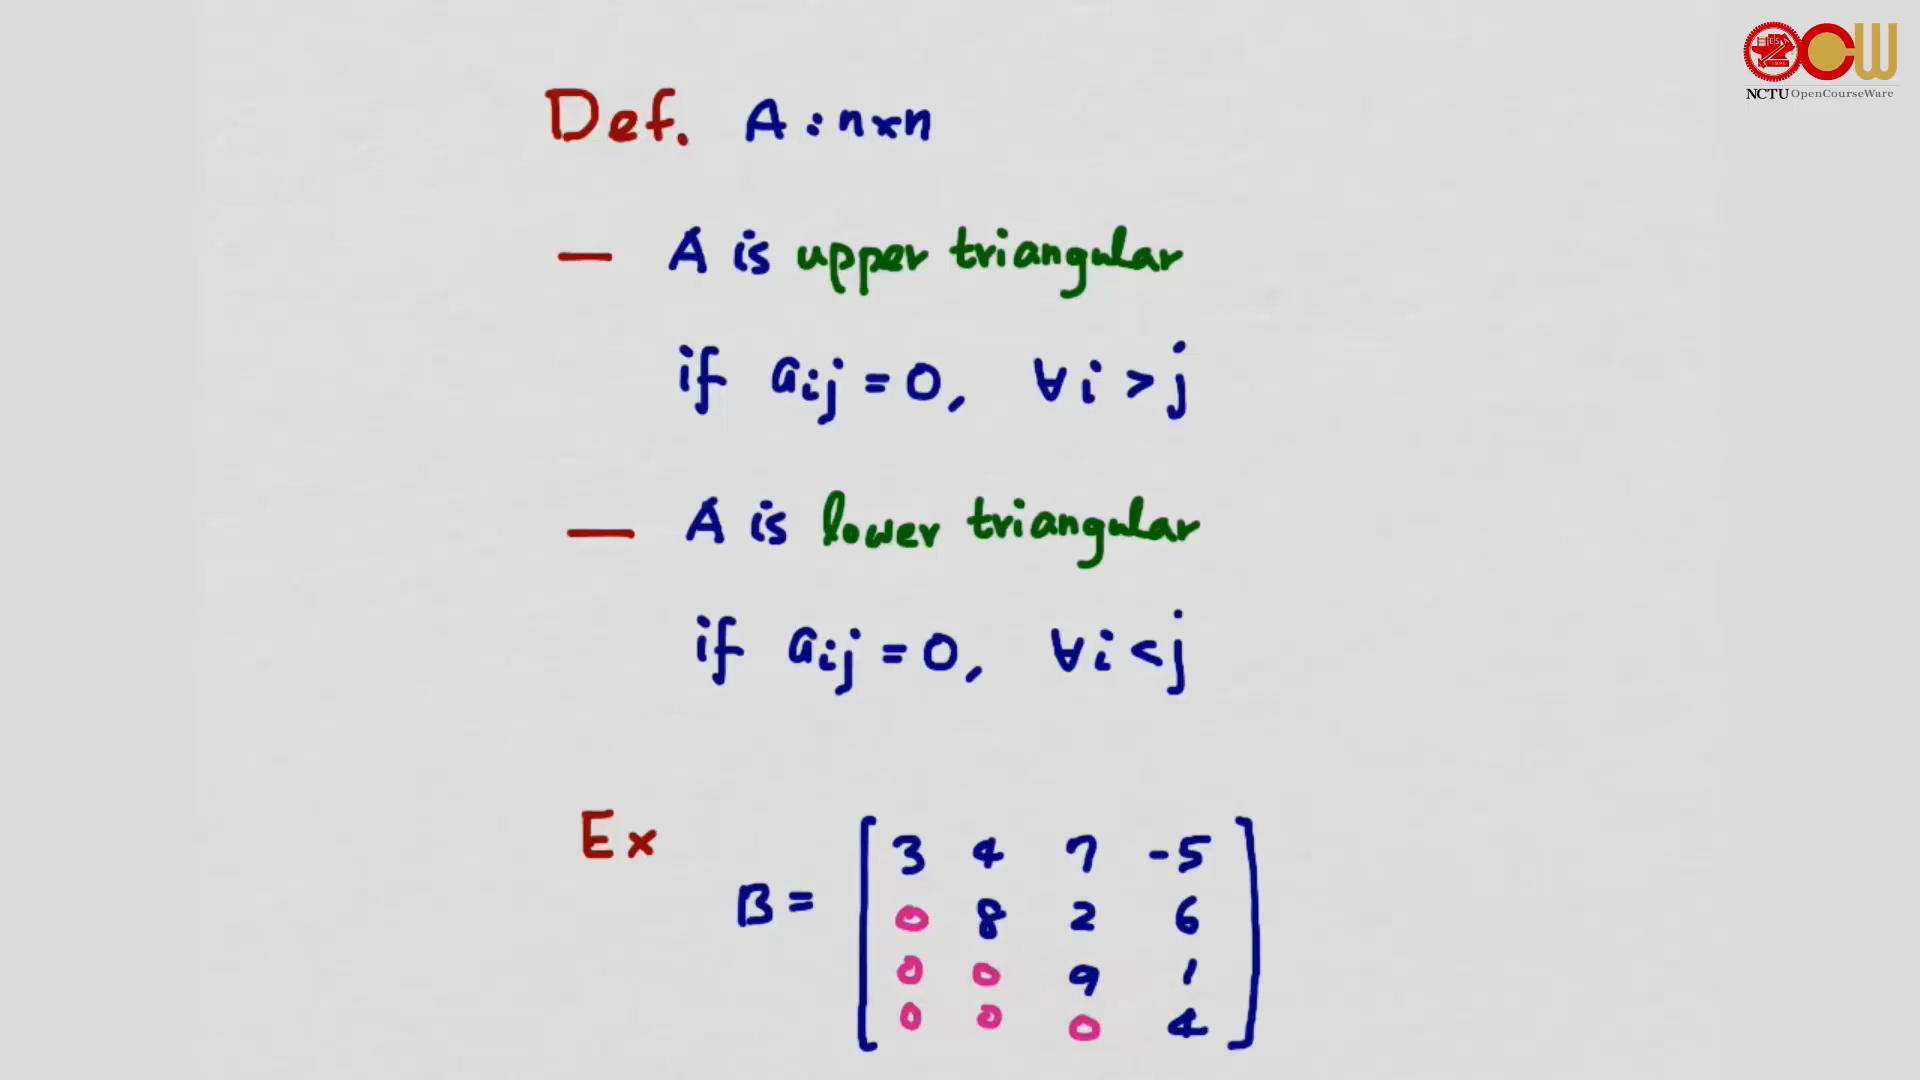 NCTU OpenCourseWare
Def. A : n×n
— A is upper triangular
if aij = 0, ∀i > j
— A is lower triangular
if aij = 0, ∀i < j
Ex
B =
3 4 7 -5
0 8 2 6
0 0 9 1
0 0 0 4